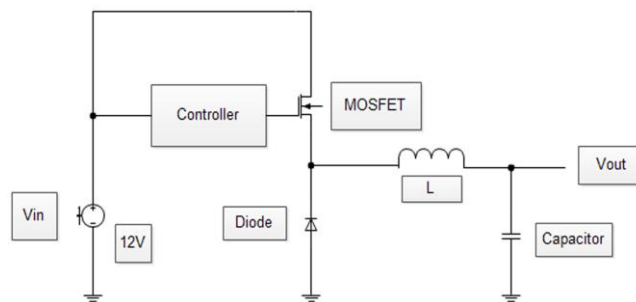 Controller
MOSFET
Vout
L
Vin
Diode
12V
Capacitor